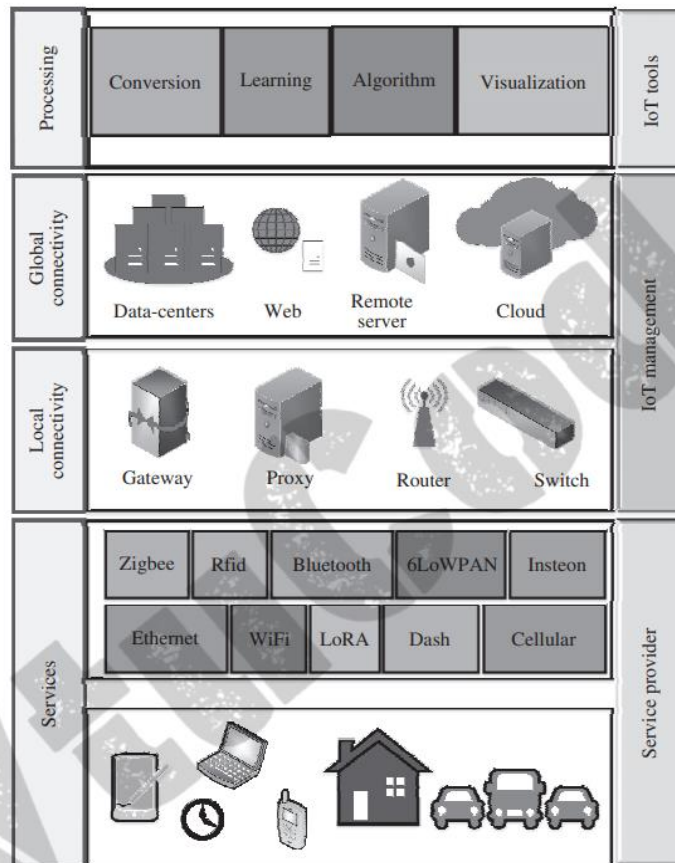 Processing
Conversion
Learning
Algorithm
Visualization
IoT tools
Global
connectivity
Data-centers
Web
Remote
server
Cloud
IoT management
Local
connectivity
Gateway
Proxy
Router
Switch
Services
Zigbee
Rfid
Bluetooth
6LoWPAN
Insteon
Ethernet
WiFi
LoRA
Dash
Cellular
Service provider